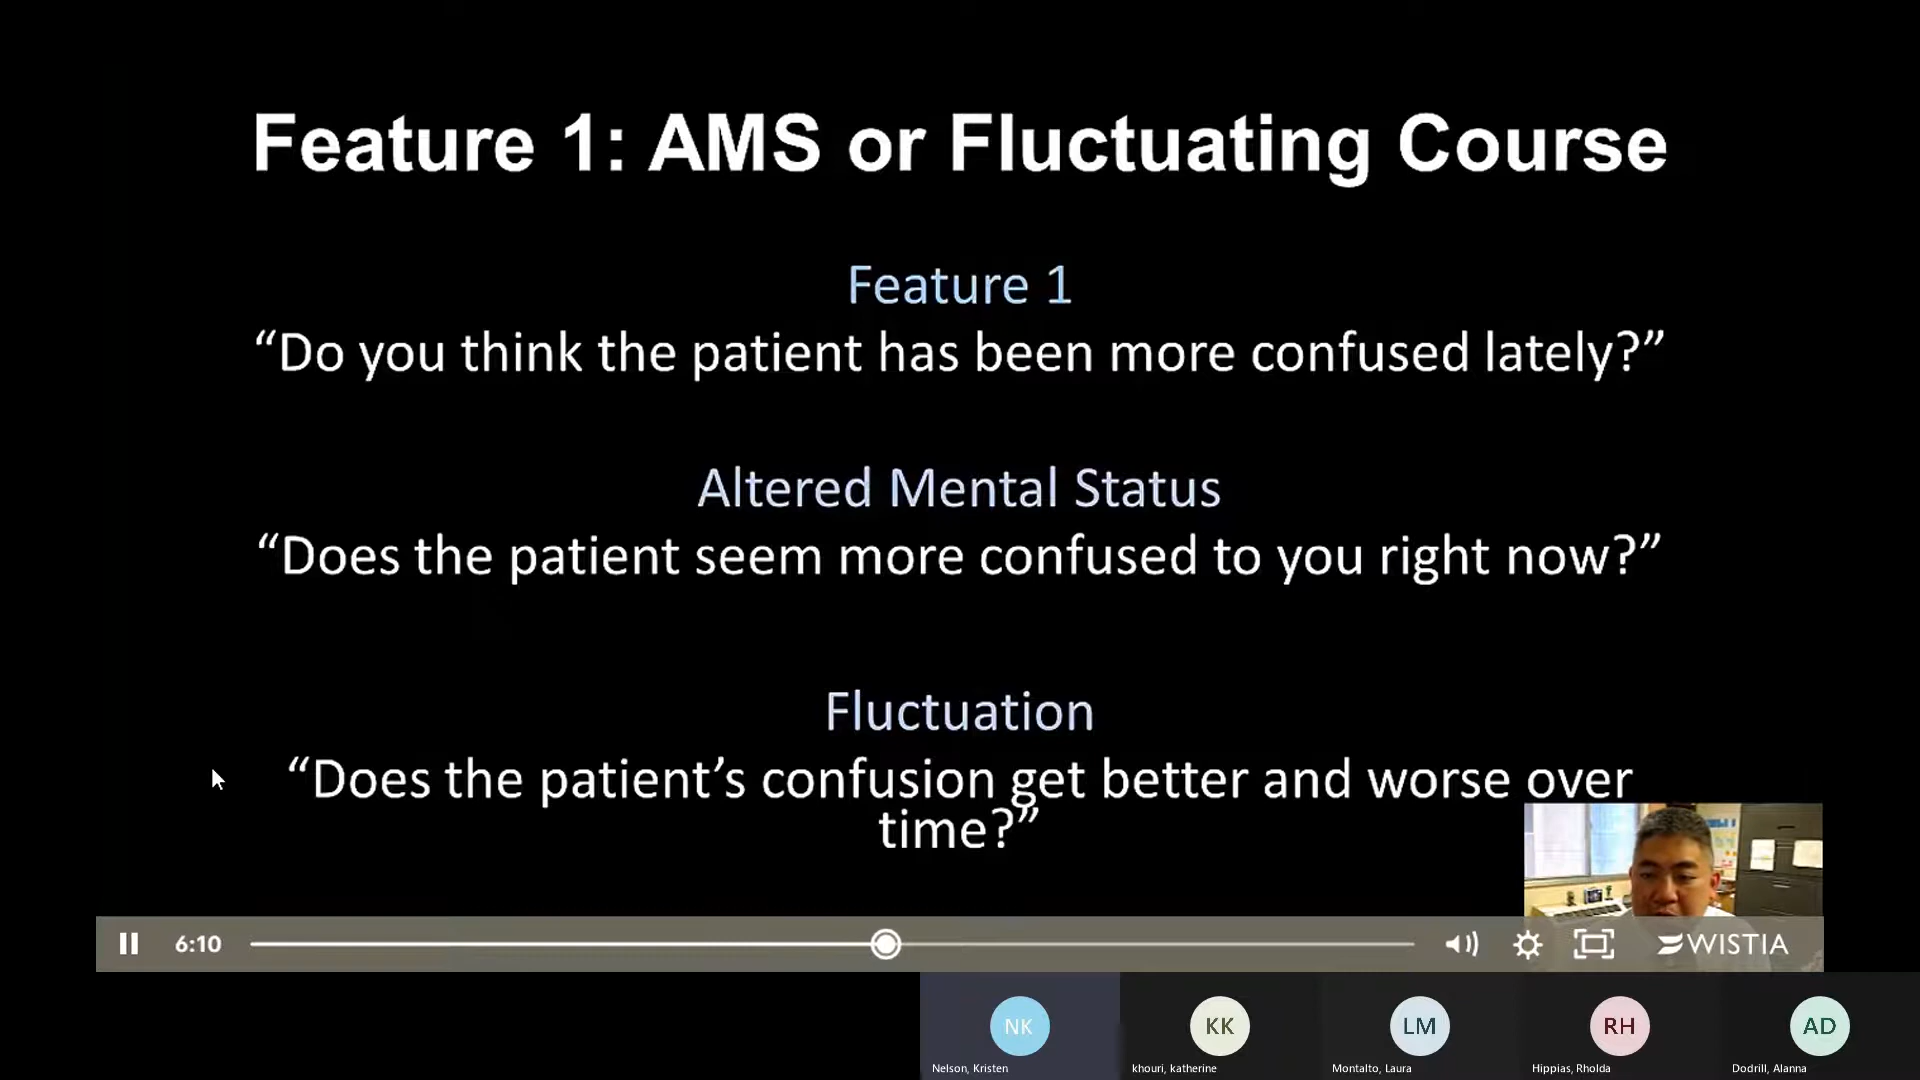 Feature 1: AMS or Fluctuating Course
Feature 1
“Do you think the patient has been more confused lately?”
Altered Mental Status
“Does the patient seem more confused to you right now?”
Fluctuation
“Does the patient’s confusion get better and worse over
time?”
6:10
WISTIA
NK
KK
LM
RH
AD
Nelson, Kristen
khouri, katherine
Montalto, Laura
Hippias, Rholda
Dodrill, Alanna